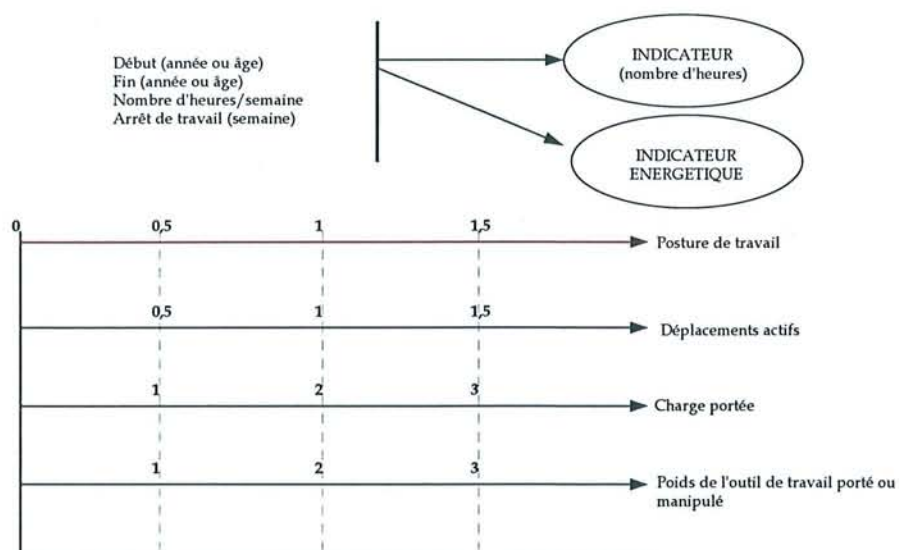 Début (année ou âge)
Fin (année ou âge)
Nombre d'heures/semaine
Arrêt de travail (semaine)
INDICATEUR
(nombre d'heures)
INDICATEUR
ENERGETIQUE
0 0,5 1 1,5
Posture de travail
0,5 1 1,5
Déplacements actifs
1 2 3
Charge portée
1 2 3
Poids de l'outil de travail porté ou
manipulé